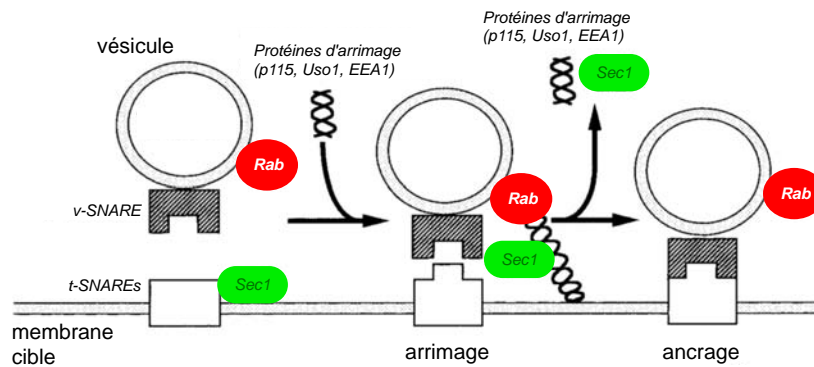 vésicule
Protéines d'arrimage
(p115, Uso1, EEA1)
Protéines d'arrimage
(p115, Uso1, EEA1)
Sec1
Rab
Rab
Rab
v-SNARE
Sec1
t-SNAREs
Sec1
membrane
cible
arrimage
ancrage